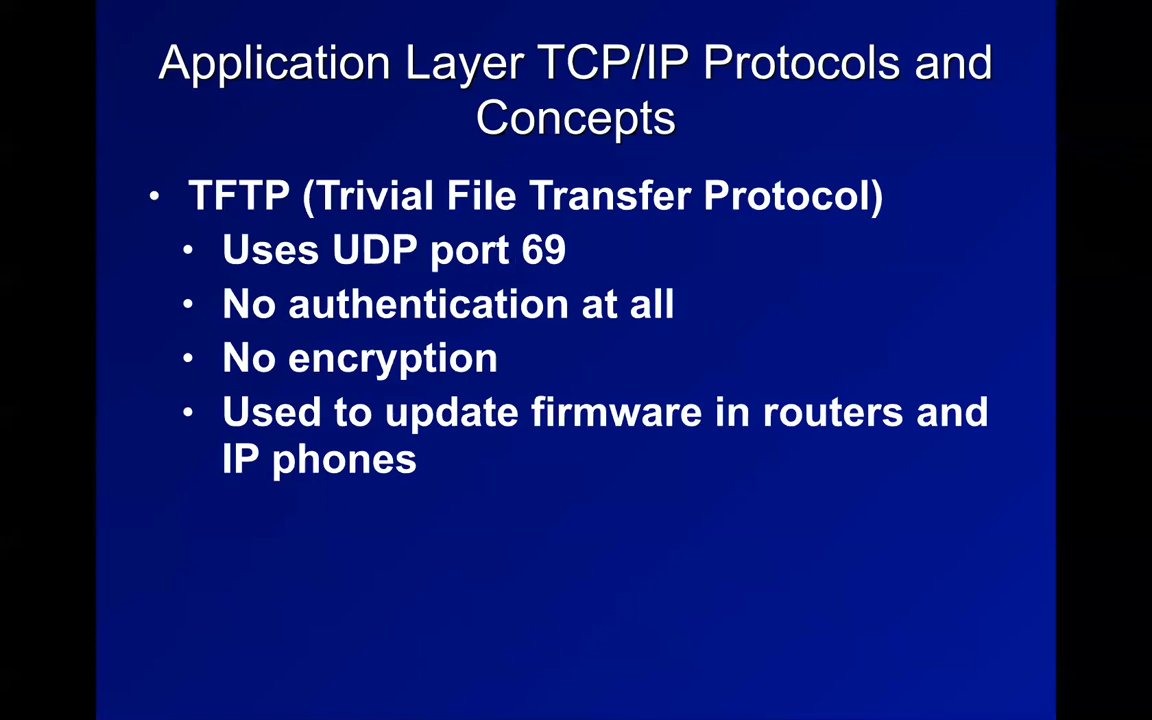 Application Layer TCP/IP Protocols and
Concepts
• TFTP (Trivial File Transfer Protocol)
• Uses UDP port 69
• No authentication at all
• No encryption
• Used to update firmware in routers and
IP phones